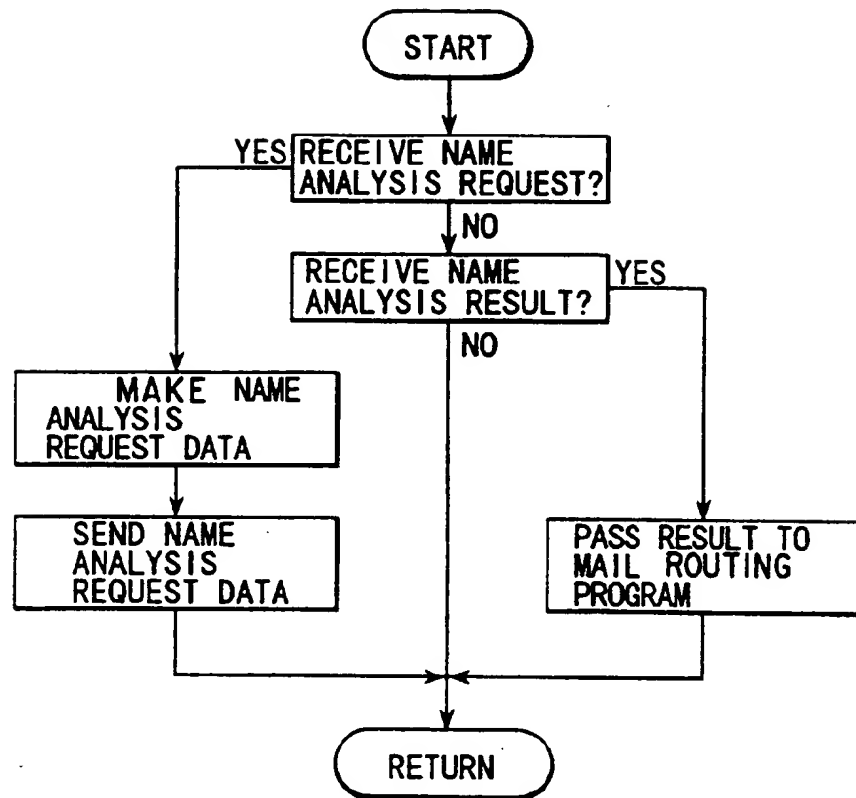 START
YES
RECEIVE NAME
ANALYSIS REQUEST?
NO
RECEIVE NAME
ANALYSIS RESULT?
YES
NO
MAKE NAME
ANALYSIS
REQUEST DATA
SEND NAME
ANALYSIS
REQUEST DATA
PASS RESULT TO
MAIL ROUTING
PROGRAM
RETURN